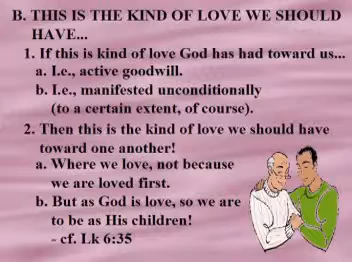 B. THIS IS THE KIND OF LOVE WE SHOULD
HAVE...
1. If this is kind of love God has had toward us...
a. I.e., active goodwill.
b. I.e., manifested unconditionally
(to a certain extent, of course).
2. Then this is the kind of love we should have
toward one another!
a. Where we love, not because
we are loved first.
b. But as God is love, so we are
to be as His children!
- cf. Lk 6:35